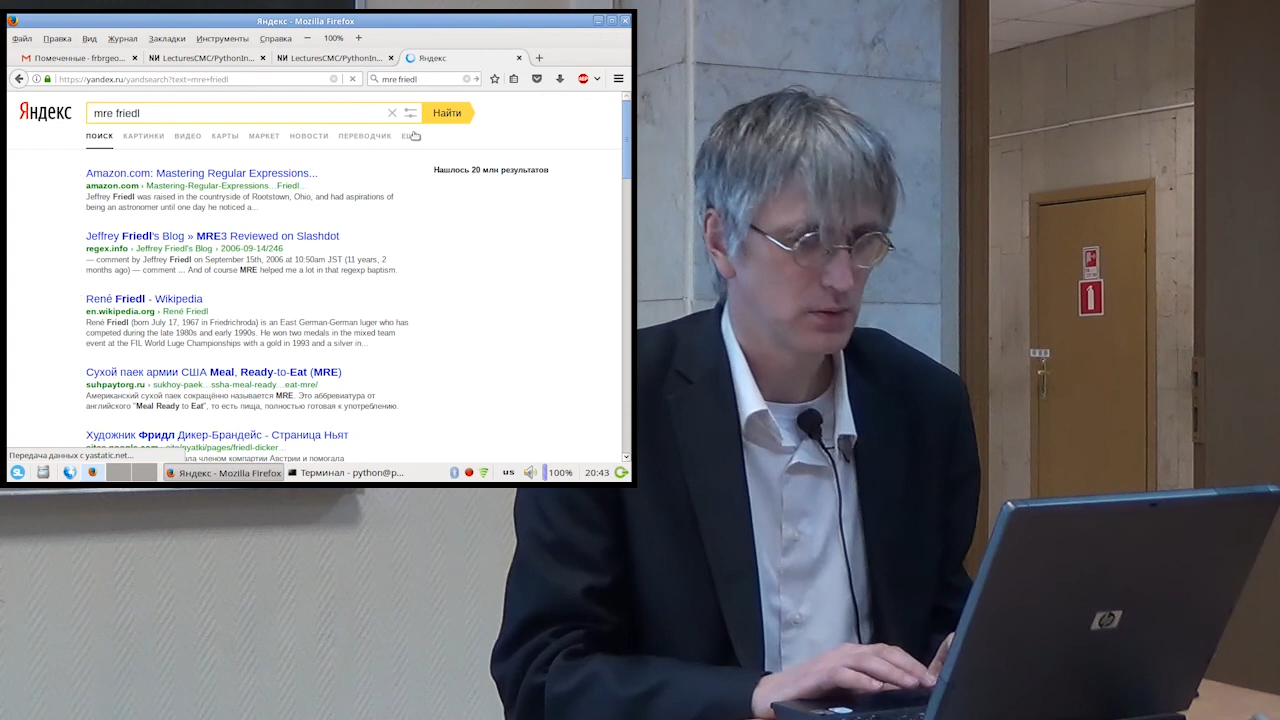 Яндекс - Mozilla Firefox
Файл Правка Вид Журнал Закладки Инструменты Справка − 100% +
Помеченные - frbrgeo... × LecturesCMC/PythonIn... × LecturesCMC/PythonIn... × Яндекс × +
https://yandex.ru/yandsearch?text=mre+friedl mre friedl
Яндекс mre friedl Найти
ПОИСК КАРТИНКИ ВИДЕО КАРТЫ МАРКЕТ НОВОСТИ ПЕРЕВОДЧИК
Нашлось 20 млн результатов
Amazon.com: Mastering Regular Expressions...
amazon.com › Mastering-Regular-Expressions...Friedl...
Jeffrey Friedl was raised in the countryside of Rootstown, Ohio, and had aspirations of
being an astronomer until one day he noticed a...
Jeffrey Friedl's Blog » MRE3 Reviewed on Slashdot
regex.info › Jeffrey Friedl's Blog › 2006-09-14/246
— comment by Jeffrey Friedl on September 15th, 2006 at 10:50am JST (11 years, 2
months ago) — comment ... And of course MRE helped me a lot in that regexp baptism.
René Friedl - Wikipedia
en.wikipedia.org › René Friedl
René Friedl (born July 17, 1967 in Friedrichroda) is an East German-German luger who has
competed during the late 1980s and early 1990s. He won two medals in the mixed team
event at the FIL World Luge Championships with a gold in 1993 and a silver in...
Сухой паек армии США Meal, Ready-to-Eat (MRE)
suhpaytorg.ru › sukhoy-paek...ssha-meal-ready...eat-mre/
Американский сухой паек сокращённо называется MRE. Это аббревиатура от
английского "Meal Ready to Eat", то есть пища, полностью готовая к употреблению.
Художник Фридл Дикер-Брандейс - Страница Ньят
компартии Австрии и помогала
Передача данных с yastatic.net...
Яндекс - Mozilla Firefox Терминал - python@p... us 100% 20:43
hp